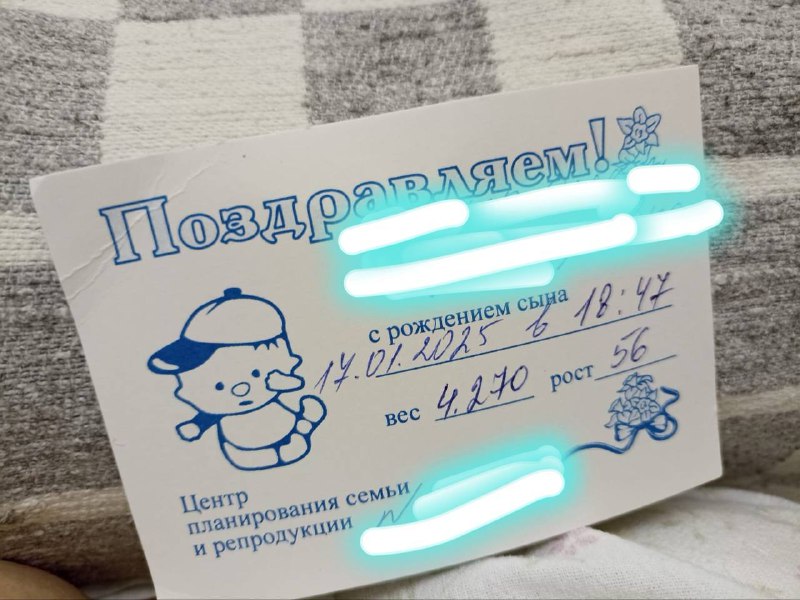 Поздравляем!
с рождением сына
17.01.2025 в 18:47
вес 4.270 рост 56
Центр
планирования семьи
и репродукции